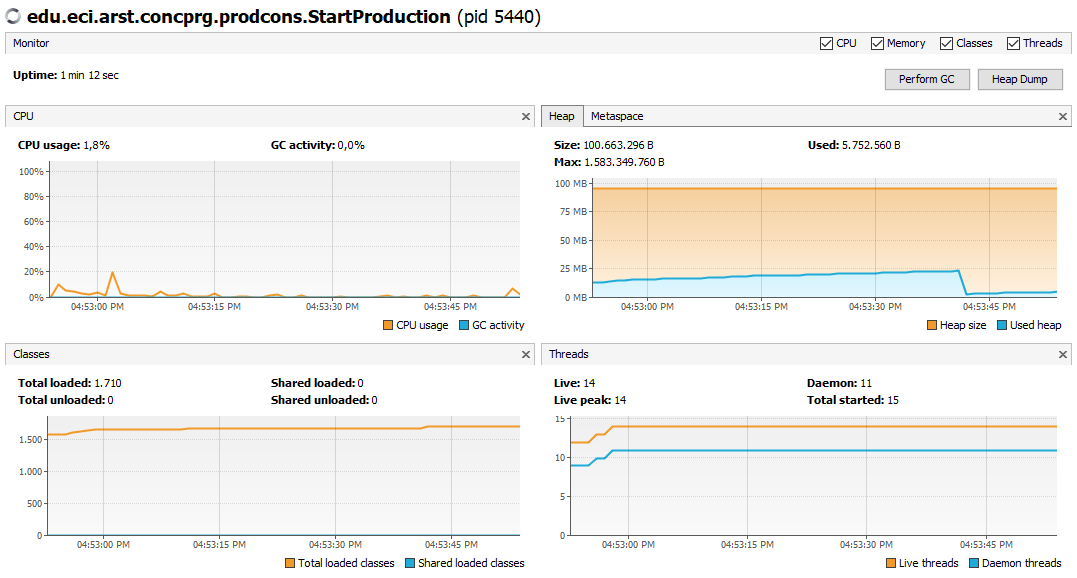 edu.eci.arst.concprg.prodcons.StartProduction (pid 5440)
Monitor
CPU Memory Classes Threads
Uptime: 1 min 12 sec
Perform GC Heap Dump
CPU
CPU usage: 1,8% GC activity: 0,0%
100%
80%
60%
40%
20%
0%
04:53:00 PM 04:53:15 PM 04:53:30 PM 04:53:45 PM
CPU usage GC activity
Heap Metaspace
Size: 100.663.296 B Used: 5.752.560 B
Max: 1.583.349.760 B
100 MB
75 MB
50 MB
25 MB
0 MB
04:53:00 PM 04:53:15 PM 04:53:30 PM 04:53:45 PM
Heap size Used heap
Classes
Total loaded: 1.710 Shared loaded: 0
Total unloaded: 0 Shared unloaded: 0
1.500
1.000
500
0
04:53:00 PM 04:53:15 PM 04:53:30 PM 04:53:45 PM
Total loaded classes Shared loaded classes
Threads
Live: 14 Daemon: 11
Live peak: 14 Total started: 15
15
10
5
0
04:53:00 PM 04:53:15 PM 04:53:30 PM 04:53:45 PM
Live threads Daemon threads